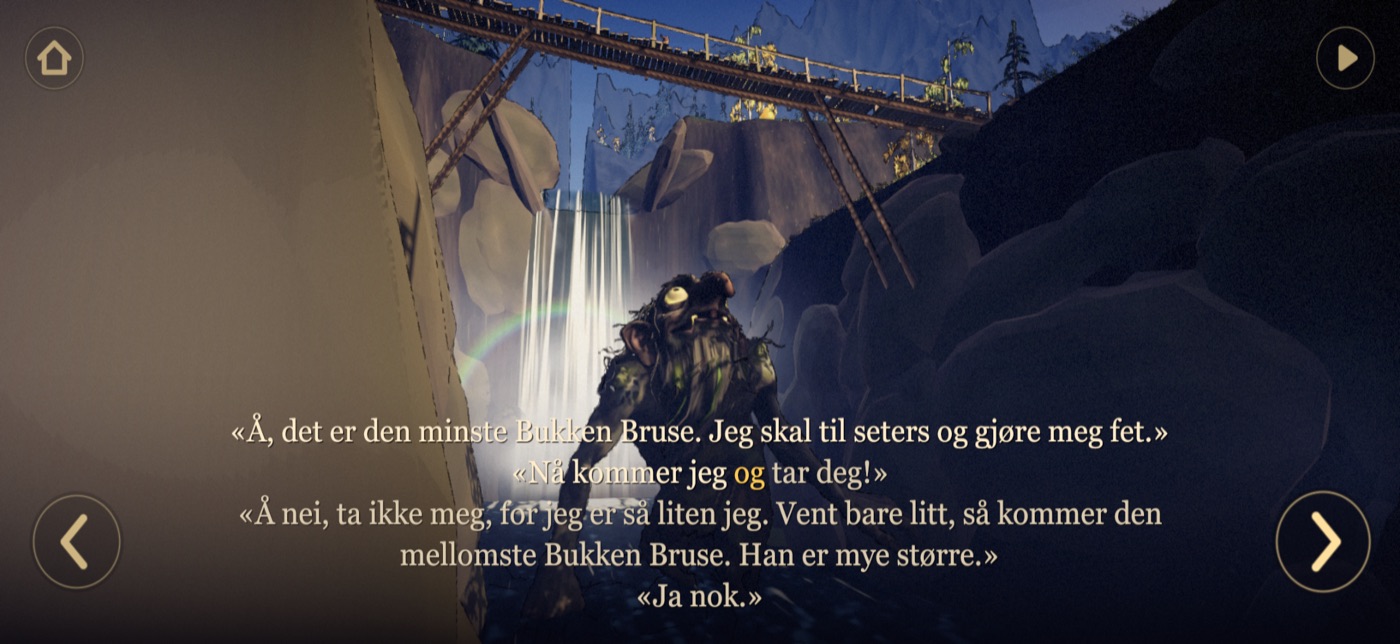 «Å, det er den minste Bukken Bruse. Jeg skal til seters og gjøre meg fet.»
«Nå kommer jeg og tar deg!»
«Å nei, ta ikke meg, for jeg er så liten jeg. Vent bare litt, så kommer den
mellomste Bukken Bruse. Han er mye større.»
«Ja nok.»